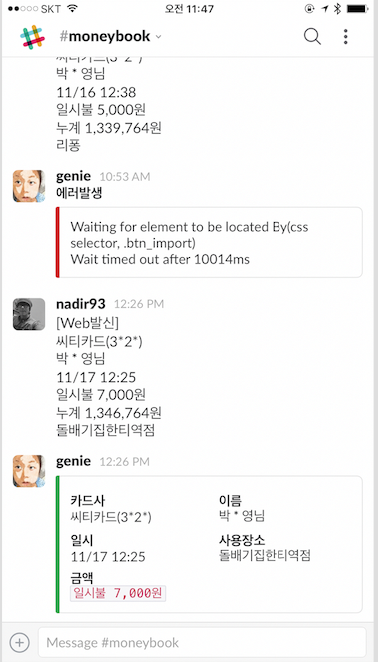 SKT 오전 11:47
#moneybook
씨티카드(3*2*)
박 * 영님
11/16 12:38
일시불 5,000원
누계 1,339,764원
리퐁
genie 10:53 AM
에러발생
Waiting for element to be located By(css
selector, .btn_import)
Wait timed out after 10014ms
nadir93 12:26 PM
[Web발신]
씨티카드(3*2*)
박 * 영님
11/17 12:25
일시불 7,000원
누계 1,346,764원
돌배기집한티역점
genie 12:26 PM
카드사 이름
씨티카드(3*2*) 박 * 영님
일시 사용장소
11/17 12:25 돌배기집한티역점
금액
일시불 7,000원
Message #moneybook